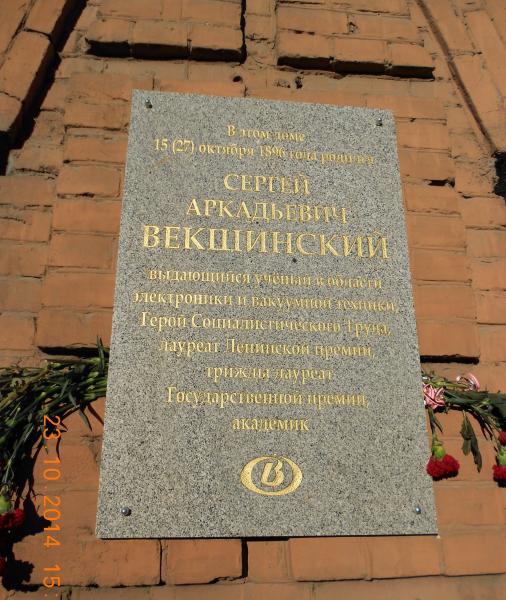 В этом доме
15 (27) октября 1896 года родился
СЕРГЕЙ
АРКАДЬЕВИЧ
ВЕКШИНСКИЙ
выдающийся учёный в области
электроники и вакуумной техники,
Герой Социалистического Труда,
лауреат Ленинской премии,
трижды лауреат
Государственной премии,
академик
В
23 10 2014 15: